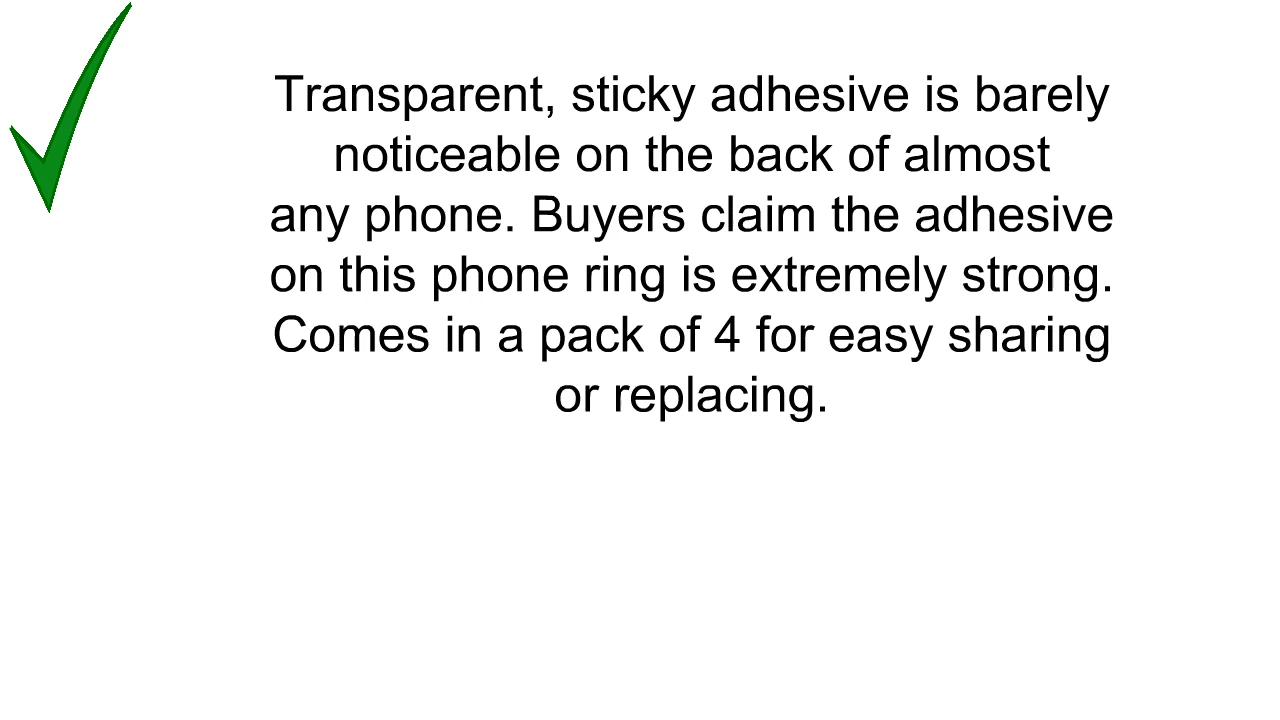 Transparent, sticky adhesive is barely
noticeable on the back of almost
any phone. Buyers claim the adhesive
on this phone ring is extremely strong.
Comes in a pack of 4 for easy sharing
or replacing.